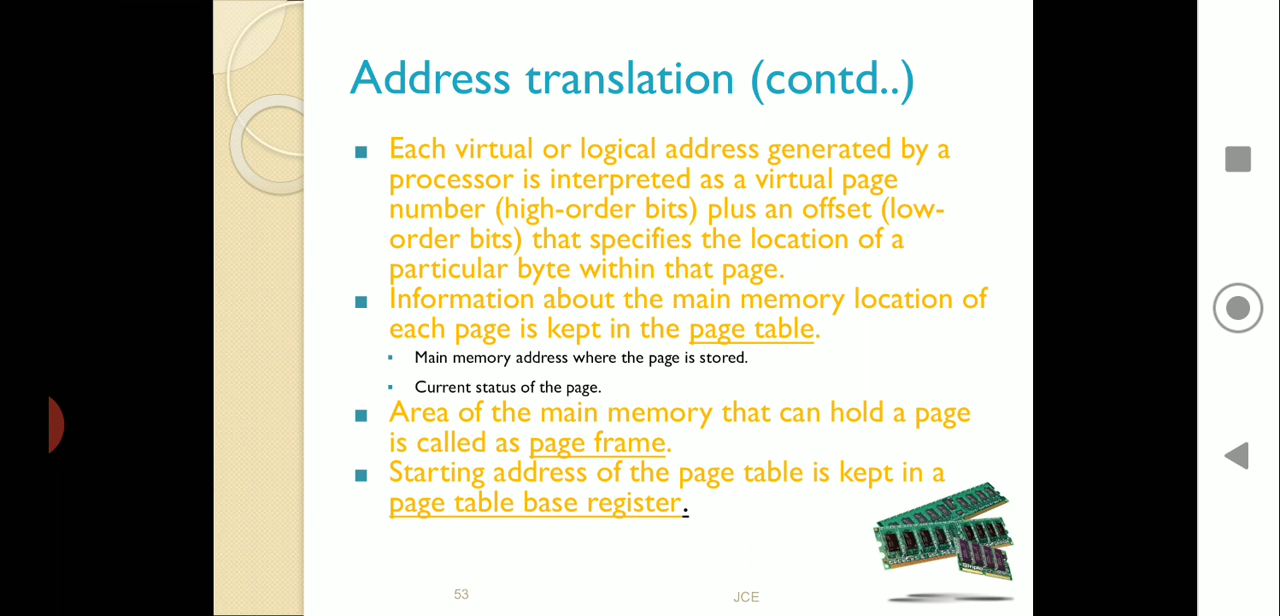 Address translation (contd..)
Each virtual or logical address generated by a
processor is interpreted as a virtual page
number (high-order bits) plus an offset (low-
order bits) that specifies the location of a
particular byte within that page.
Information about the main memory location of
each page is kept in the page table.
Main memory address where the page is stored.
Current status of the page.
Area of the main memory that can hold a page
is called as page frame.
Starting address of the page table is kept in a
page table base register.
53
JCE